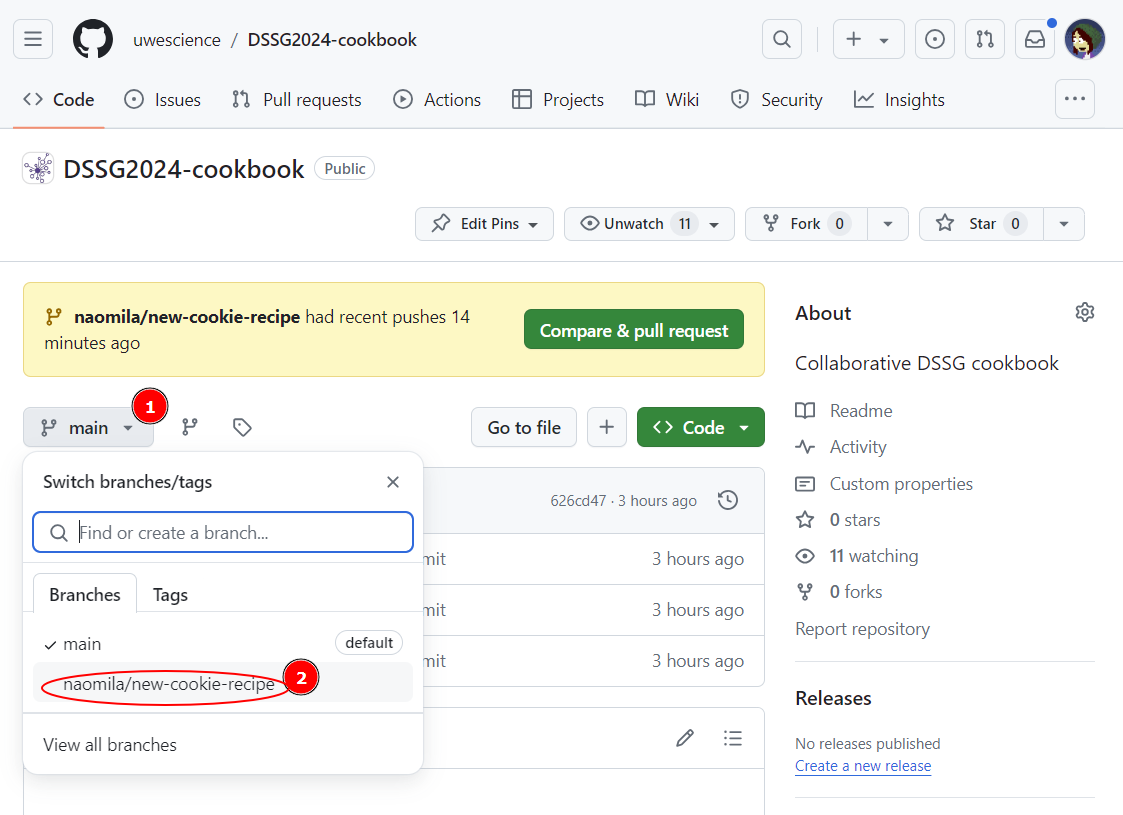 uwescience / DSSG2024-cookbook
Code Issues Pull requests Actions Projects Wiki Security Insights
DSSG2024-cookbook Public
Edit Pins Unwatch 11 Fork 0 Star 0
naomila/new-cookie-recipe had recent pushes 14
minutes ago
Compare & pull request
main
1
Go to file
Code
Switch branches/tags
Find or create a branch...
Branches Tags
main default
naomila/new-cookie-recipe
2
View all branches
626cd47 · 3 hours ago
mit 3 hours ago
mit 3 hours ago
mit 3 hours ago
About
Collaborative DSSG cookbook
Readme
Activity
Custom properties
0 stars
11 watching
0 forks
Report repository
Releases
No releases published
Create a new release